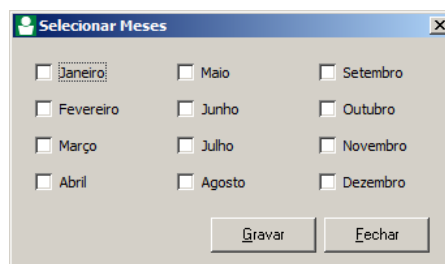 Selecionar Meses
Janeiro Maio Setembro
Fevereiro Junho Outubro
Março Julho Novembro
Abril Agosto Dezembro
Gravar Fechar